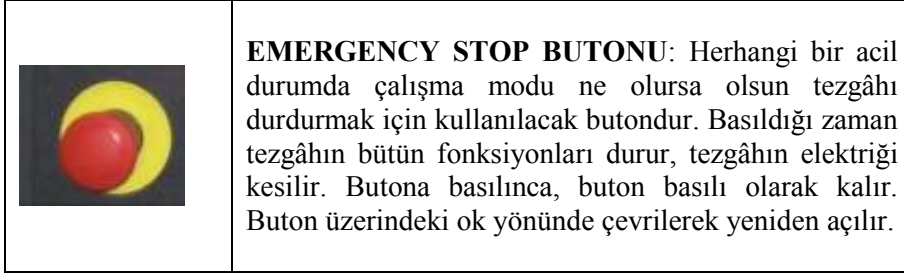 EMERGENCY STOP BUTONU: Herhangi bir acil
durumda çalışma modu ne olursa olsun tezgâhı
durdurmak için kullanılacak butondur. Basıldığı zaman
tezgâhın bütün fonksiyonları durur, tezgâhın elektriği
kesilir. Butona basılınca, buton basılı olarak kalır.
Buton üzerindeki ok yönünde çevrilerek yeniden açılır.